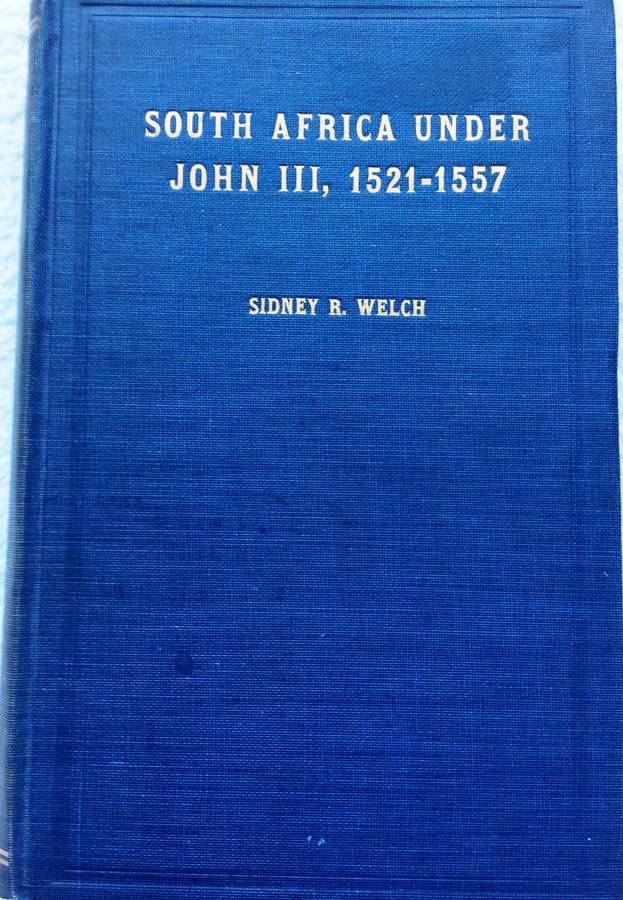 SOUTH AFRICA UNDER
JOHN III, 1521-1557
SIDNEY R. WELCH